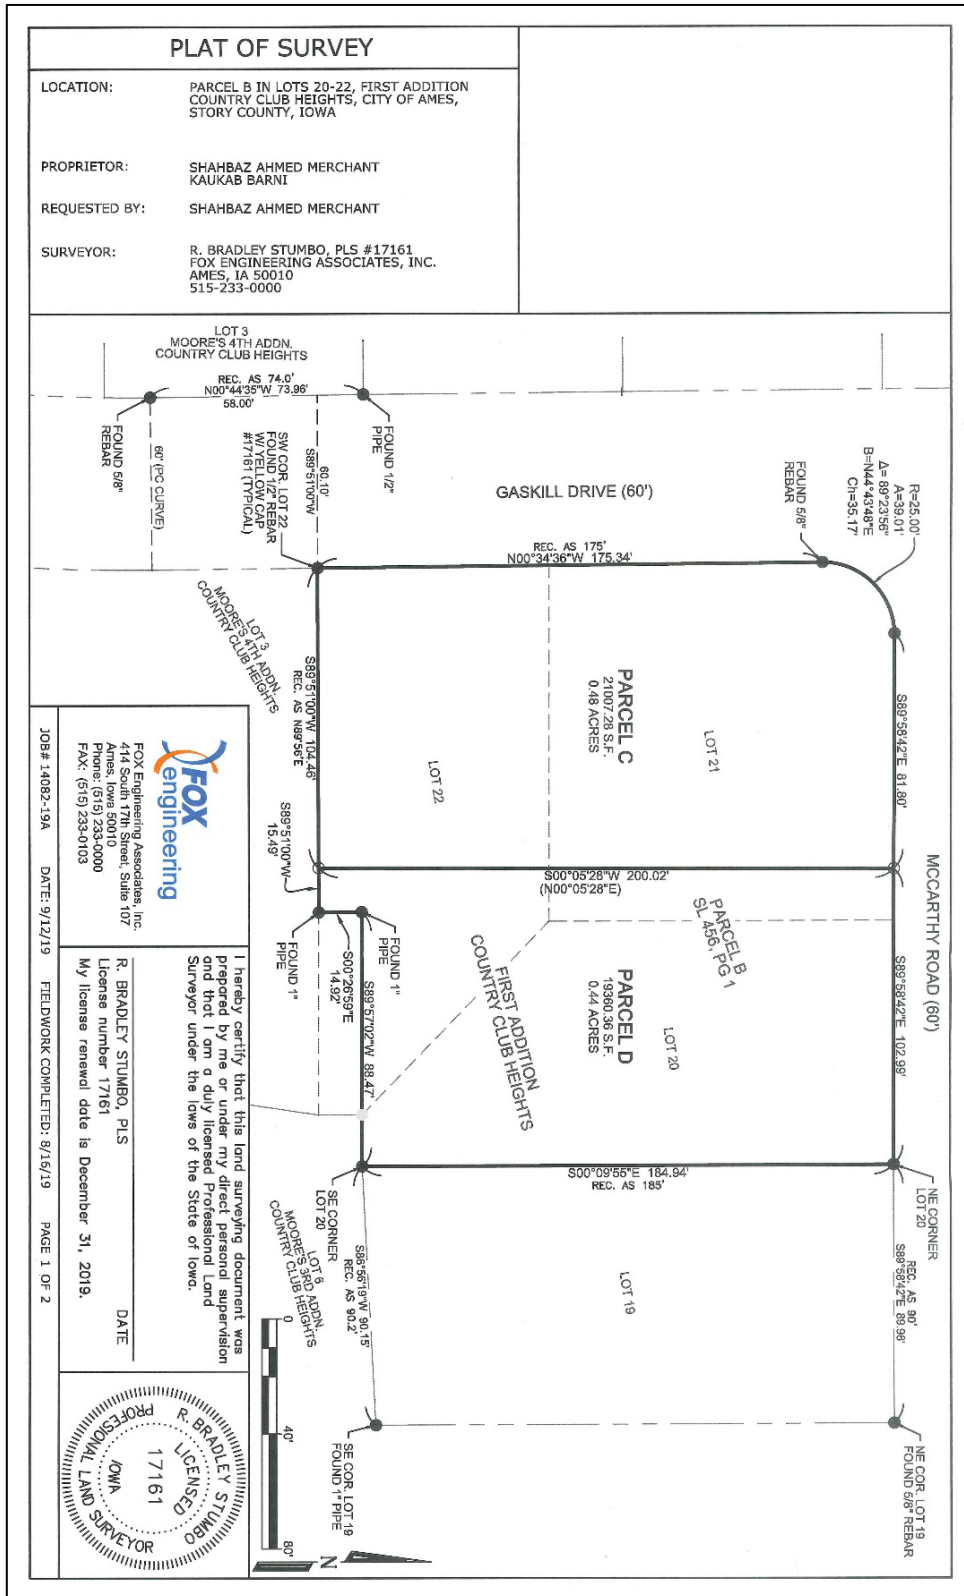 PLAT OF SURVEY
LOCATION:
PARCEL B IN LOTS 20-22, FIRST ADDITION
COUNTRY CLUB HEIGHTS, CITY OF AMES,
STORY COUNTY, IOWA
PROPRIETOR:
SHAHBAZ AHMED MERCHANT
KAUKAB BARNI
REQUESTED BY:
SHAHBAZ AHMED MERCHANT
SURVEYOR:
R. BRADLEY STUMBO, PLS #17161
FOX ENGINEERING ASSOCIATES, INC.
AMES, IA 50010
515-233-0000
LOT 3
MOORE'S 4TH ADDN.
COUNTRY CLUB HEIGHTS
REC. AS 74.0'
N00°44'35"W 73.96'
58.00'
FOUND 5/8"
REBAR
60' (PC CURVE)
FOUND 1/2"
PIPE
60.10'
S89°51'00"W
SW COR. LOT 22
FOUND 1/2" REBAR
W/ YELLOW CAP
#17161 (TYPICAL)
GASKILL DRIVE (60')
FOUND 5/8"
REBAR
R=25.00'
A=39.01'
Δ= 89°23'56"
B=N44°43'48"E
Ch=35.17'
REC. AS 175'
N00°34'36"W 175.34'
LOT 3
MOORE'S 4TH ADDN.
COUNTRY CLUB HEIGHTS
S89°51'00"W 104.46'
REC. AS N89°56'E
PARCEL C
21007.28 S.F.
0.48 ACRES
LOT 21
LOT 22
S89°58'42"E 81.80'
MCCARTHY ROAD (60')
S89°51'00"W
15.49'
S00°05'28"W 200.02'
(N00°05'28"E)
PARCEL B
SL 456, PG 1
FOUND 1"
PIPE
FOUND 1"
PIPE
S00°26'59"E
14.92'
S89°57'02"W 88.47'
FIRST ADDITION
COUNTRY CLUB HEIGHTS
PARCEL D
19360.36 S.F.
0.44 ACRES
LOT 20
S89°58'42"E 102.99'
S00°09'55"E 184.94'
REC. AS 185'
SE CORNER
LOT 20
NE CORNER
LOT 20
LOT 6
MOORE'S 3RD ADDN.
COUNTRY CLUB HEIGHTS
S86°56'19"W 90.15'
REC. AS 90.2'
LOT 19
REC. AS 90'
S89°58'42"E 89.98'
SE COR. LOT 19
FOUND 1" PIPE
NE COR. LOT 19
FOUND 5/8" REBAR
0
40'
80'
N
FOX
engineering
FOX Engineering Associates, Inc.
414 South 17th Street, Suite 107
Ames, Iowa 50010
Phone: (515) 233-0000
FAX: (515) 233-0103
I hereby certify that this land surveying document was
prepared by me or under my direct personal supervision
and that I am a duly licensed Professional Land
Surveyor under the laws of the State of Iowa.
R. BRADLEY STUMBO, PLS DATE
License number 17161
My license renewal date is December 31, 2019.
R. BRADLEY STUMBO
LICENSED
17161
IOWA
PROFESSIONAL LAND SURVEYOR
JOB# 14082-19A DATE: 9/12/19 FIELDWORK COMPLETED: 8/16/19 PAGE 1 OF 2